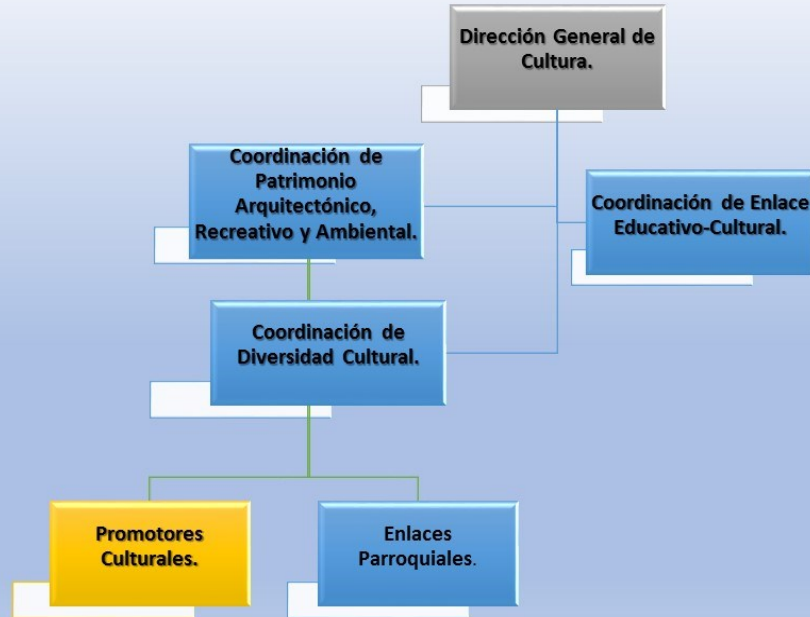 Dirección General de
Cultura.
Coordinación de
Patrimonio
Arquitectónico,
Recreativo y Ambiental.
Coordinación de Enlace
Educativo-Cultural.
Coordinación de
Diversidad Cultural.
Promotores
Culturales.
Enlaces
Parroquiales.